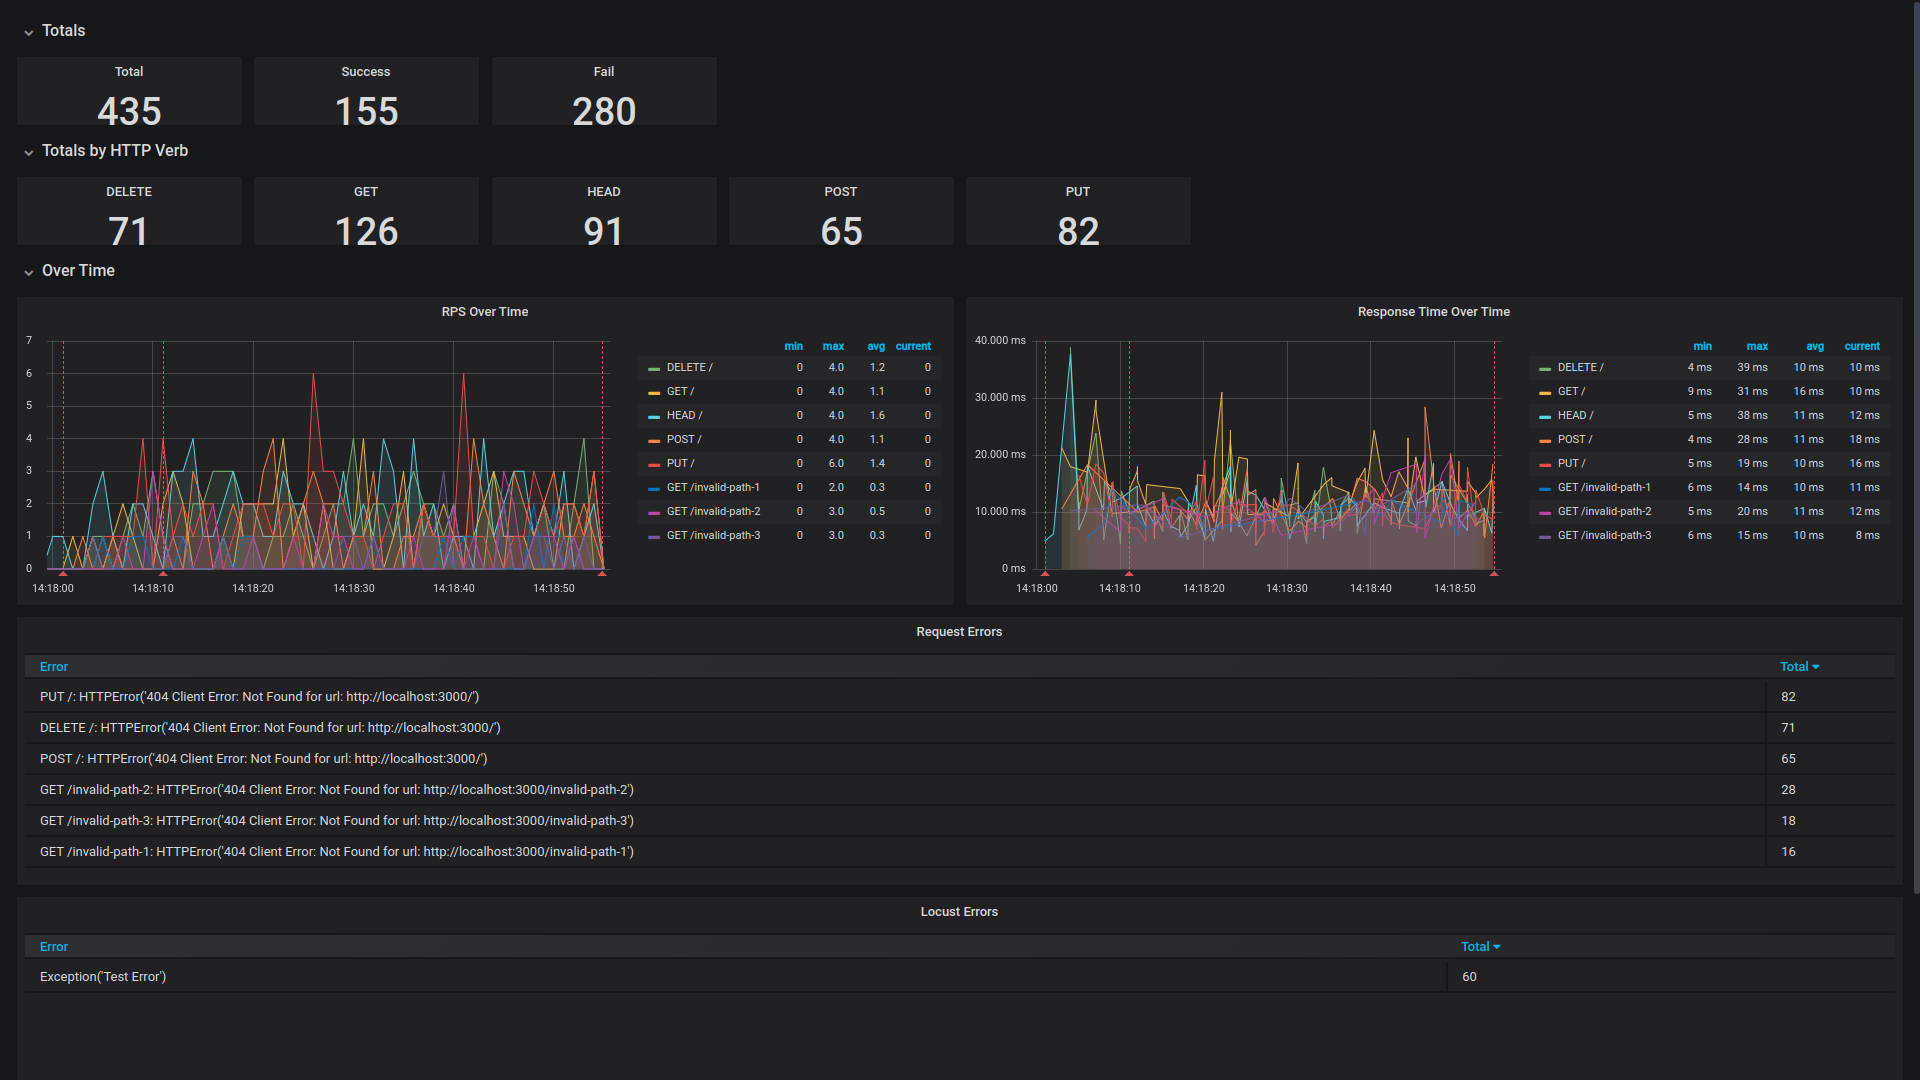 Totals
Total Success Fail
435 155 280
Totals by HTTP Verb
DELETE GET HEAD POST PUT
71 126 91 65 82
Over Time
RPS Over Time
7
6
5
4
3
2
1
0
14:18:00 14:18:10 14:18:20 14:18:30 14:18:40 14:18:50
min max avg current
DELETE / 0 4.0 1.2 0
GET / 0 4.0 1.1 0
HEAD / 0 4.0 1.6 0
POST / 0 4.0 1.1 0
PUT / 0 6.0 1.4 0
GET /invalid-path-1 0 2.0 0.3 0
GET /invalid-path-2 0 3.0 0.5 0
GET /invalid-path-3 0 3.0 0.3 0
Response Time Over Time
40.000 ms
30.000 ms
20.000 ms
10.000 ms
0 ms
14:18:00 14:18:10 14:18:20 14:18:30 14:18:40 14:18:50
min max avg current
DELETE / 4 ms 39 ms 10 ms 10 ms
GET / 9 ms 31 ms 16 ms 10 ms
HEAD / 5 ms 38 ms 11 ms 12 ms
POST / 4 ms 28 ms 11 ms 18 ms
PUT / 5 ms 19 ms 10 ms 16 ms
GET /invalid-path-1 6 ms 14 ms 10 ms 11 ms
GET /invalid-path-2 5 ms 20 ms 11 ms 12 ms
GET /invalid-path-3 6 ms 15 ms 10 ms 8 ms
Request Errors
Error Total
PUT /: HTTPError('404 Client Error: Not Found for url: http://localhost:3000/') 82
DELETE /: HTTPError('404 Client Error: Not Found for url: http://localhost:3000/') 71
POST /: HTTPError('404 Client Error: Not Found for url: http://localhost:3000/') 65
GET /invalid-path-2: HTTPError('404 Client Error: Not Found for url: http://localhost:3000/invalid-path-2') 28
GET /invalid-path-3: HTTPError('404 Client Error: Not Found for url: http://localhost:3000/invalid-path-3') 18
GET /invalid-path-1: HTTPError('404 Client Error: Not Found for url: http://localhost:3000/invalid-path-1') 16
Locust Errors
Error Total
Exception('Test Error') 60